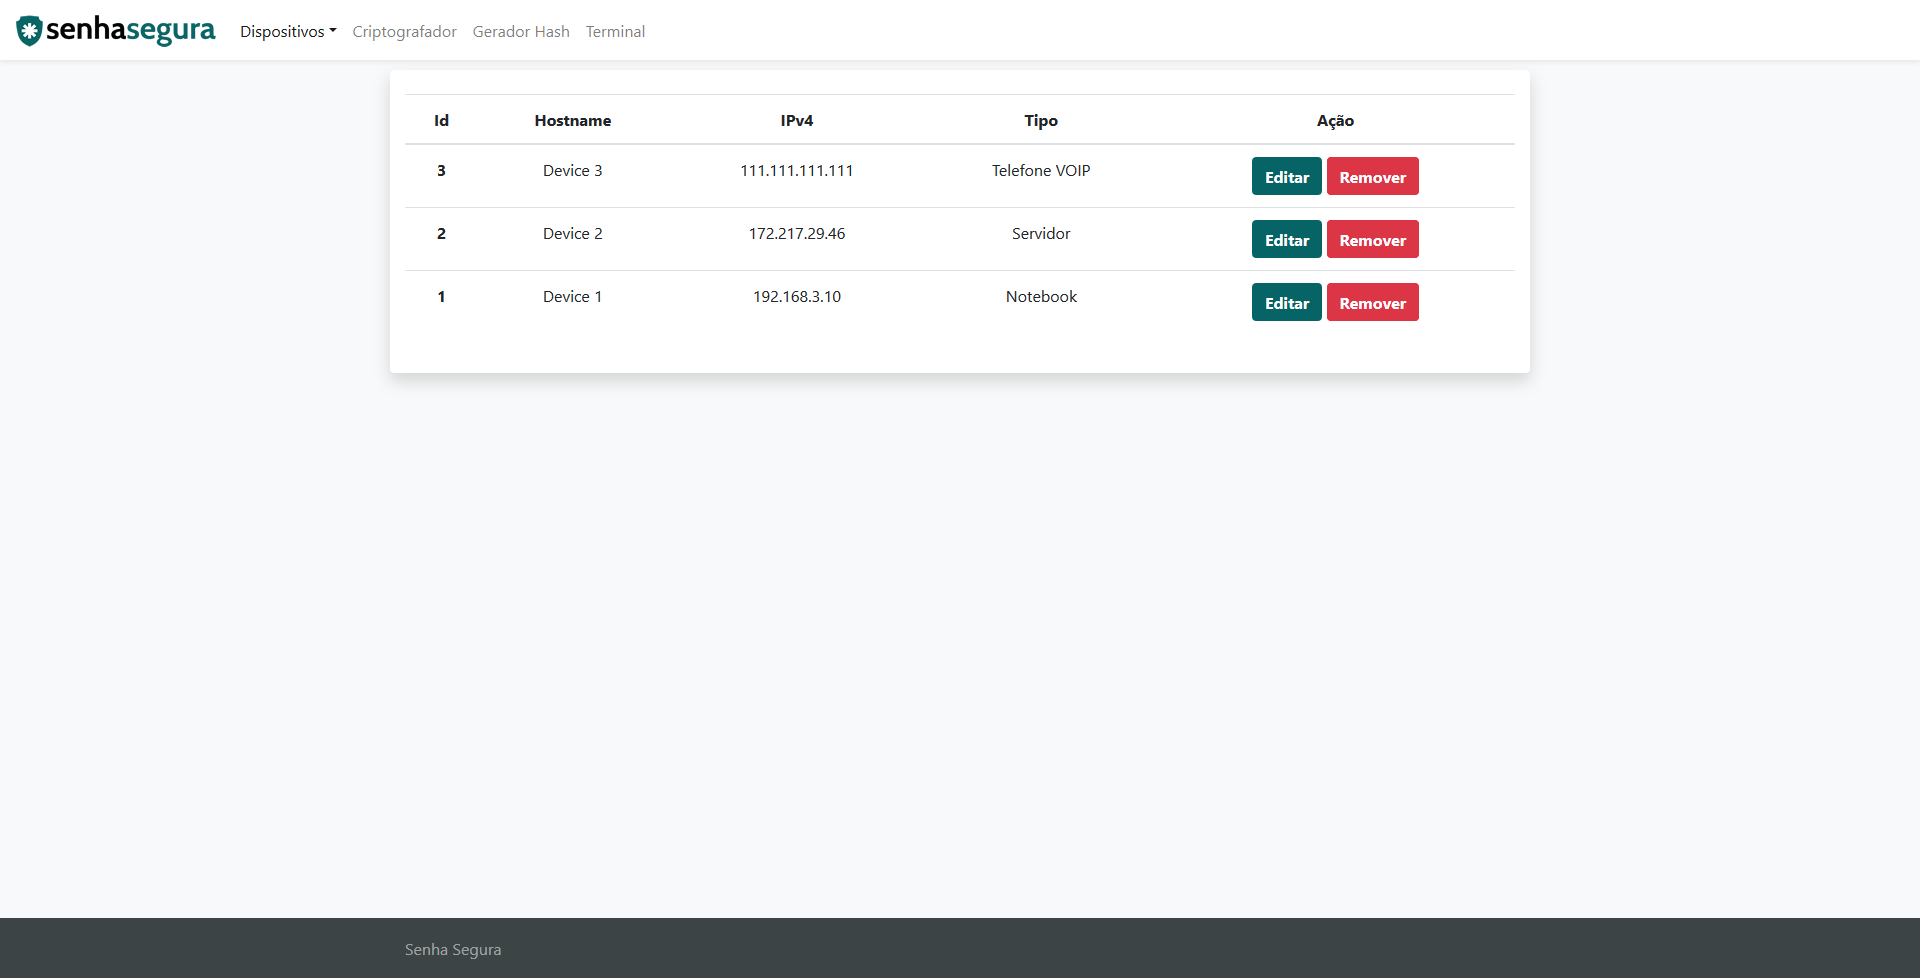 senhasegura Dispositivos Criptografador Gerador Hash Terminal
Id Hostname IPv4 Tipo Ação
3 Device 3 111.111.111.111 Telefone VOIP Editar Remover
2 Device 2 172.217.29.46 Servidor Editar Remover
1 Device 1 192.168.3.10 Notebook Editar Remover
Senha Segura